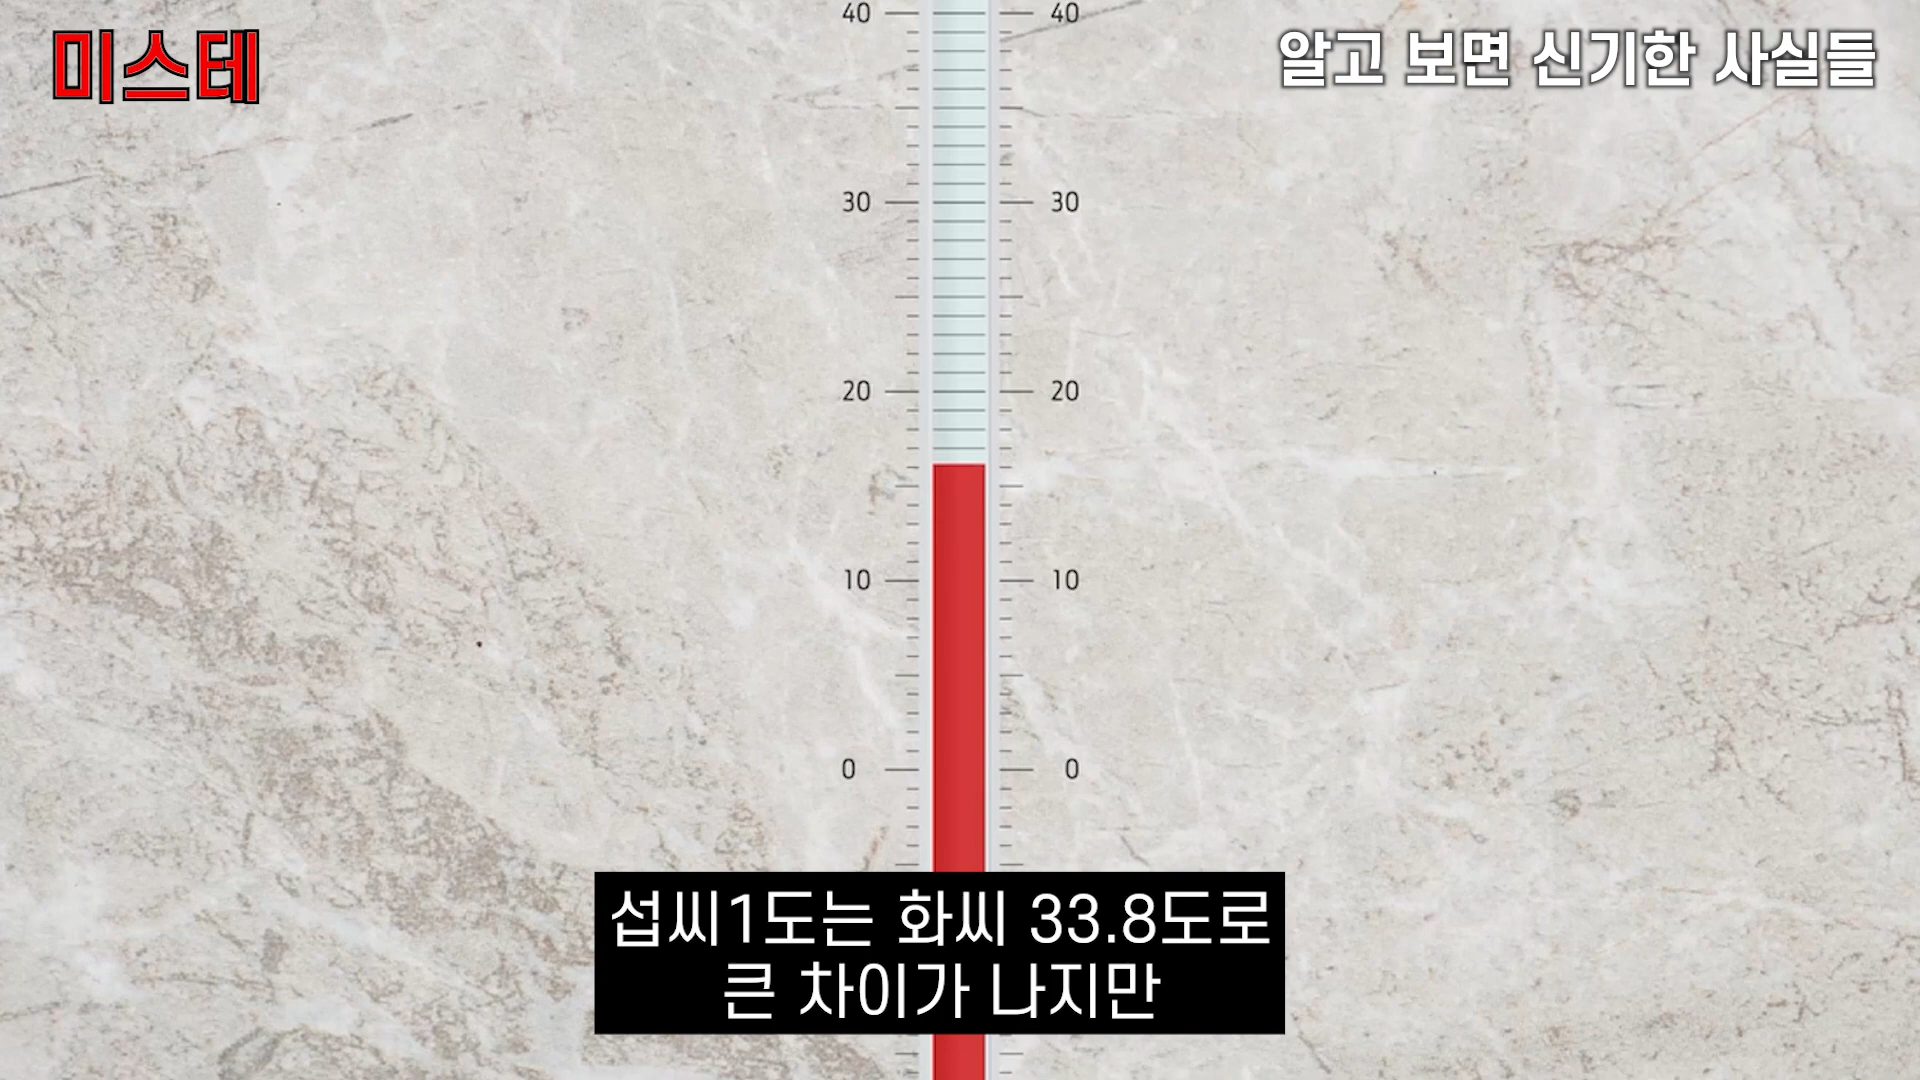 미스테
알고 보면 신기한 사실들
40 40
30 30
20 20
10 10
0 0
섭씨1도는 화씨 33.8도로
큰 차이가 나지만